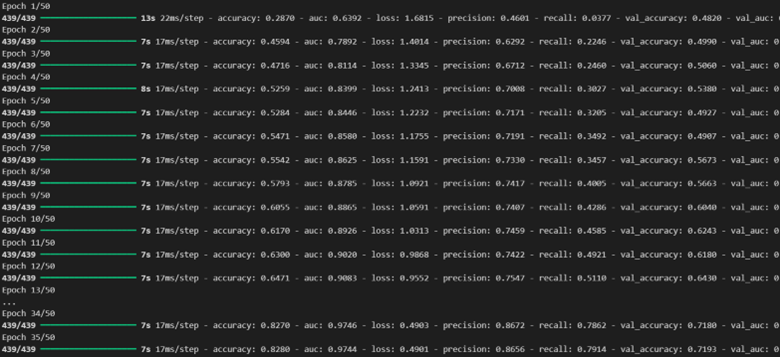 Epoch 1/50
439/439 13s 22ms/step - accuracy: 0.2870 - auc: 0.6392 - loss: 1.6815 - precision: 0.4601 - recall: 0.0377 - val_accuracy: 0.4820 - val_auc: 0
Epoch 2/50
439/439 7s 17ms/step - accuracy: 0.4594 - auc: 0.7892 - loss: 1.4014 - precision: 0.6292 - recall: 0.2246 - val_accuracy: 0.4990 - val_auc: 0
Epoch 3/50
439/439 7s 17ms/step - accuracy: 0.4716 - auc: 0.8114 - loss: 1.3345 - precision: 0.6712 - recall: 0.2460 - val_accuracy: 0.5060 - val_auc: 0
Epoch 4/50
439/439 8s 17ms/step - accuracy: 0.5259 - auc: 0.8399 - loss: 1.2413 - precision: 0.7008 - recall: 0.3027 - val_accuracy: 0.5380 - val_auc: 0
Epoch 5/50
439/439 7s 17ms/step - accuracy: 0.5284 - auc: 0.8446 - loss: 1.2232 - precision: 0.7171 - recall: 0.3205 - val_accuracy: 0.4927 - val_auc: 0
Epoch 6/50
439/439 7s 17ms/step - accuracy: 0.5471 - auc: 0.8580 - loss: 1.1755 - precision: 0.7191 - recall: 0.3492 - val_accuracy: 0.4907 - val_auc: 0
Epoch 7/50
439/439 7s 17ms/step - accuracy: 0.5542 - auc: 0.8625 - loss: 1.1591 - precision: 0.7330 - recall: 0.3457 - val_accuracy: 0.5673 - val_auc: 0
Epoch 8/50
439/439 7s 17ms/step - accuracy: 0.5793 - auc: 0.8785 - loss: 1.0921 - precision: 0.7417 - recall: 0.4005 - val_accuracy: 0.5663 - val_auc: 0
Epoch 9/50
439/439 7s 17ms/step - accuracy: 0.6055 - auc: 0.8865 - loss: 1.0591 - precision: 0.7407 - recall: 0.4286 - val_accuracy: 0.6040 - val_auc: 0
Epoch 10/50
439/439 7s 17ms/step - accuracy: 0.6170 - auc: 0.8926 - loss: 1.0313 - precision: 0.7459 - recall: 0.4585 - val_accuracy: 0.6243 - val_auc: 0
Epoch 11/50
439/439 7s 17ms/step - accuracy: 0.6300 - auc: 0.9020 - loss: 0.9868 - precision: 0.7422 - recall: 0.4921 - val_accuracy: 0.6180 - val_auc: 0
Epoch 12/50
439/439 7s 17ms/step - accuracy: 0.6471 - auc: 0.9083 - loss: 0.9552 - precision: 0.7547 - recall: 0.5110 - val_accuracy: 0.6430 - val_auc: 0
Epoch 13/50
...
Epoch 34/50
439/439 7s 17ms/step - accuracy: 0.8270 - auc: 0.9746 - loss: 0.4903 - precision: 0.8672 - recall: 0.7862 - val_accuracy: 0.7180 - val_auc: 0
Epoch 35/50
439/439 7s 17ms/step - accuracy: 0.8280 - auc: 0.9744 - loss: 0.4901 - precision: 0.8656 - recall: 0.7914 - val_accuracy: 0.7193 - val_auc: 0